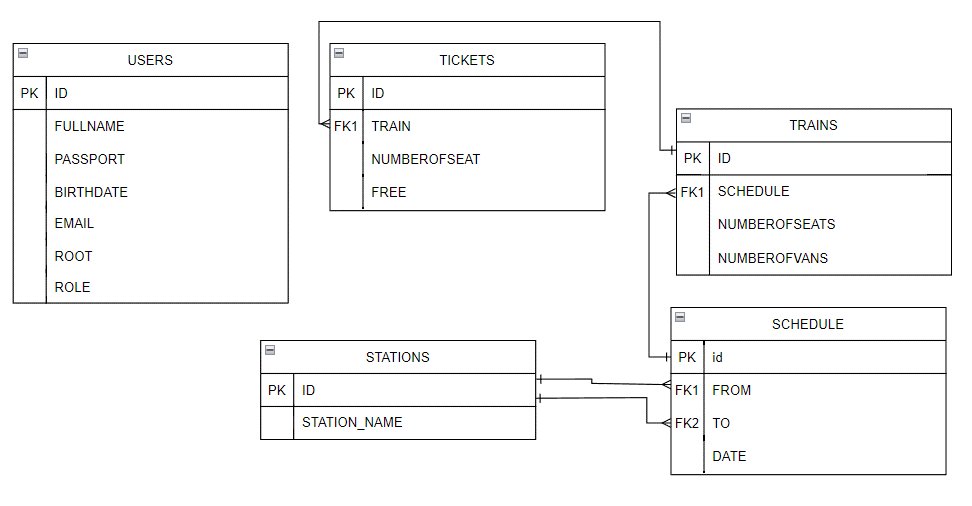 USERS
PK ID
FULLNAME
PASSPORT
BIRTHDATE
EMAIL
ROOT
ROLE
TICKETS
PK ID
FK1 TRAIN
NUMBEROFSEAT
FREE
TRAINS
PK ID
FK1 SCHEDULE
NUMBEROFSEATS
NUMBEROFVANS
STATIONS
PK ID
STATION_NAME
SCHEDULE
PK id
FK1 FROM
FK2 TO
DATE